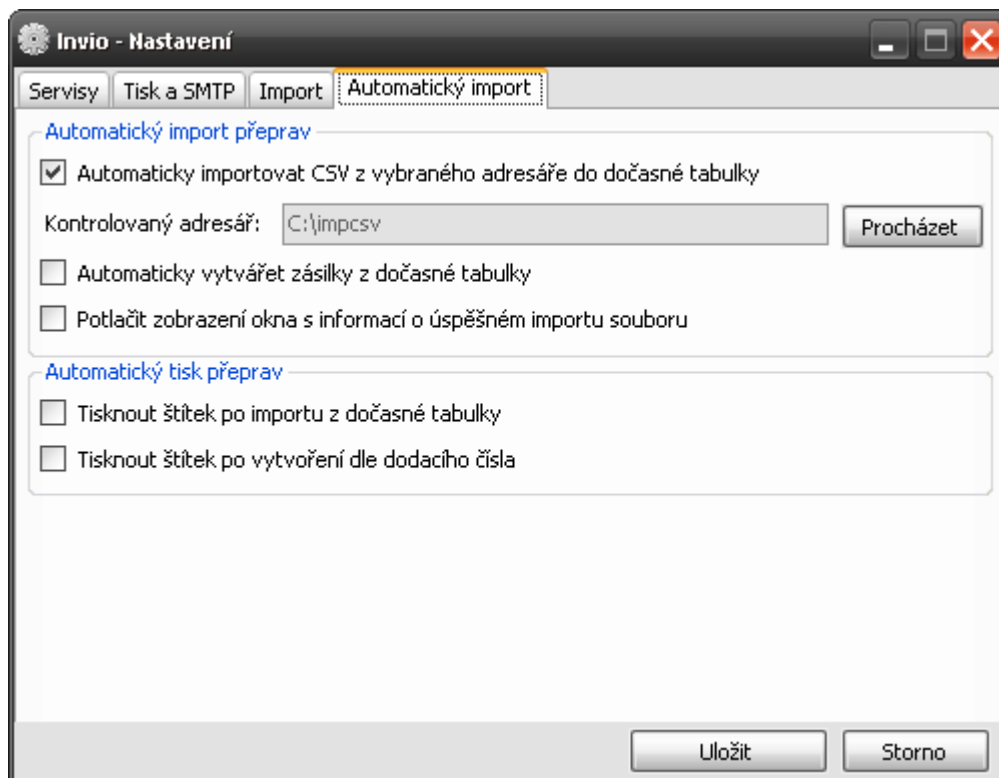 Invio - Nastavení
Servisy Tisk a SMTP Import Automatický import
Automatický import přeprav
Automaticky importovat CSV z vybraného adresáře do dočasné tabulky
Kontrolovaný adresář: C:\impcsv Procházet
Automaticky vytvářet zásilky z dočasné tabulky
Potlačit zobrazení okna s informací o úspěšném importu souboru
Automatický tisk přeprav
Tisknout štítek po importu z dočasné tabulky
Tisknout štítek po vytvoření dle dodacího čísla
Uložit Storno